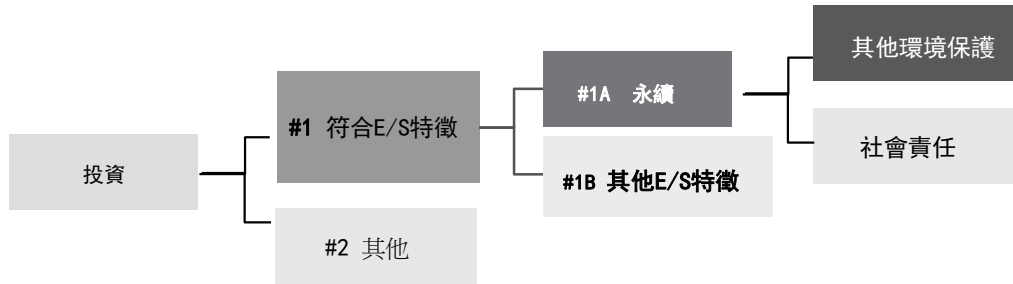 投資
#1 符合E/S特徵
#2 其他
#1A 永續
#1B 其他E/S特徵
其他環境保護
社會責任